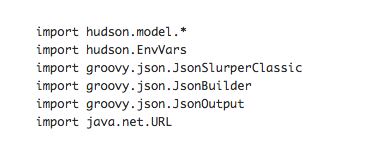 import hudson.model.*
import hudson.EnvVars
import groovy.json.JsonSlurperClassic
import groovy.json.JsonBuilder
import groovy.json.JsonOutput
import java.net.URL